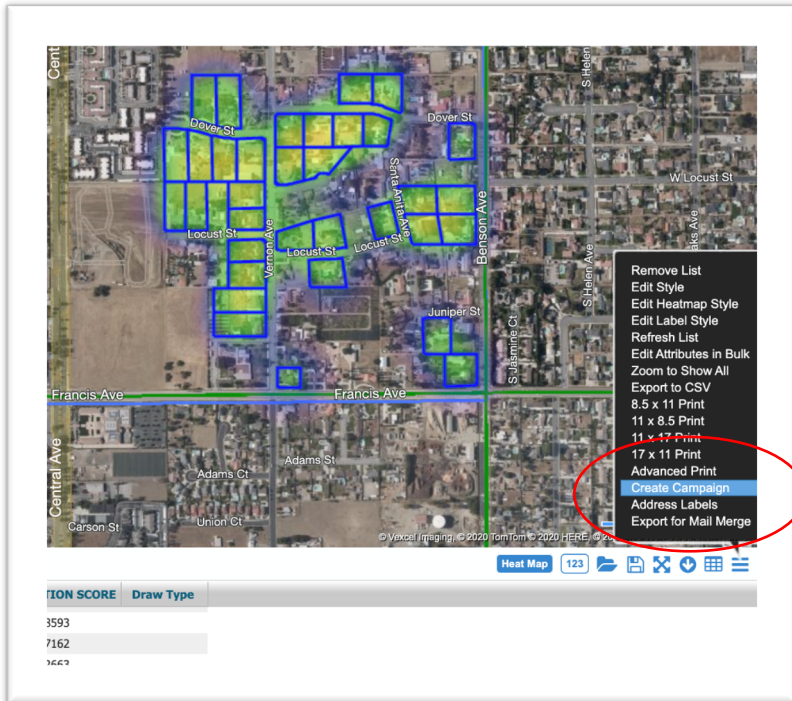 Cent
S Helen
Dover St
Dover St
W Locust St
Santa Anita Ave
Benson Ave
aks Ave
Locust St
Vernon Ave
Locust St
Locust St
S Helen Ave
Juniper St
S Jasmine Ct
Francis Ave
Francis Ave
Central Ave
Adams Ct
Adams St
Carson St
Union Ct
© Vexcel Imaging, © 2020 TomTom © 2020 HERE, © 20
Remove List
Edit Style
Edit Heatmap Style
Edit Label Style
Refresh List
Edit Attributes in Bulk
Zoom to Show All
Export to CSV
8.5 x 11 Print
11 x 8.5 Print
11 x 17 Print
17 x 11 Print
Advanced Print
Create Campaign
Address Labels
Export for Mail Merge
Heat Map 123
TION SCORE Draw Type
3593
7162
2663